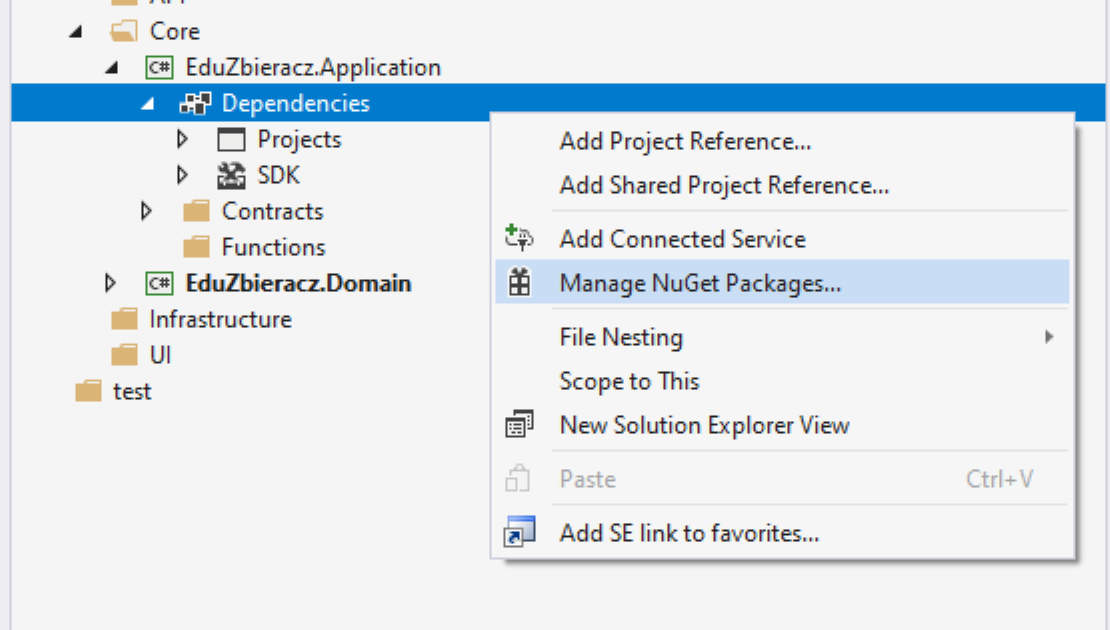 Core
C# EduZbieracz.Application
Dependencies
Projects
SDK
Contracts
Functions
C# EduZbieracz.Domain
Infrastructure
UI
test
Add Project Reference...
Add Shared Project Reference...
Add Connected Service
Manage NuGet Packages...
File Nesting
Scope to This
New Solution Explorer View
Paste Ctrl+V
Add SE link to favorites...